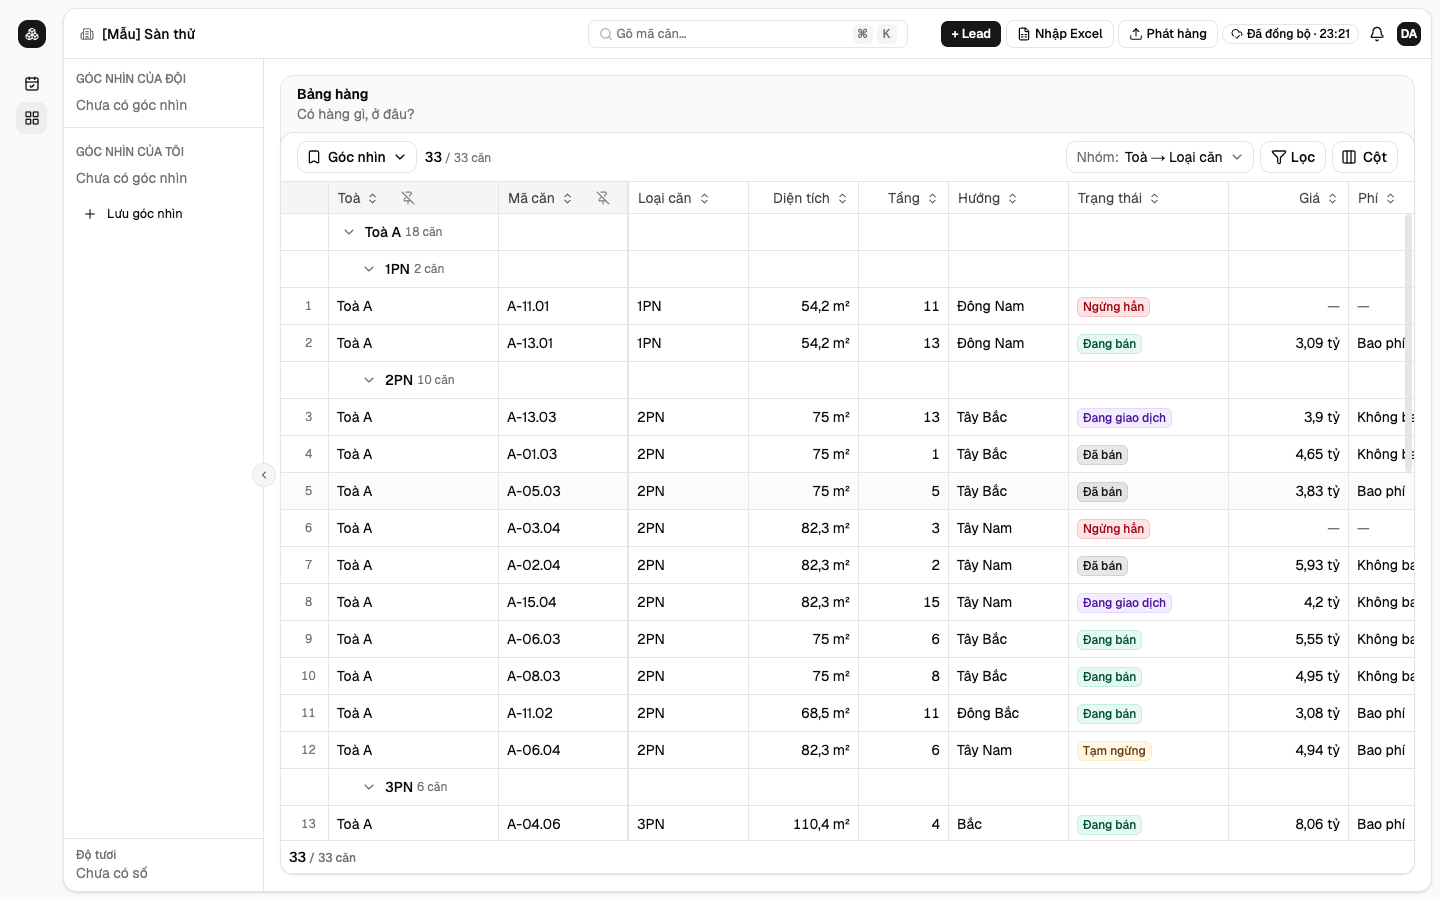 [Mẫu] Sàn thử
Gõ mã căn...
⌘ K
+ Lead
Nhập Excel
Phát hàng
Đã đồng bộ · 23:21
DA
GÓC NHÌN CỦA ĐỘI
Chưa có góc nhìn
GÓC NHÌN CỦA TÔI
Chưa có góc nhìn
+ Lưu góc nhìn
Độ tươi
Chưa có số
Bảng hàng
Có hàng gì, ở đâu?
Góc nhìn 33 / 33 căn
Nhóm: Toà → Loại căn
Lọc
Cột
Toà Mã căn Loại căn Diện tích Tầng Hướng Trạng thái Giá Phí
Toà A 18 căn
1PN 2 căn
1 Toà A A-11.01 1PN 54,2 m² 11 Đông Nam Ngừng hẳn — —
2 Toà A A-13.01 1PN 54,2 m² 13 Đông Nam Đang bán 3,09 tỷ Bao phí
2PN 10 căn
3 Toà A A-13.03 2PN 75 m² 13 Tây Bắc Đang giao dịch 3,9 tỷ Không
4 Toà A A-01.03 2PN 75 m² 1 Tây Bắc Đã bán 4,65 tỷ Không
5 Toà A A-05.03 2PN 75 m² 5 Tây Bắc Đã bán 3,83 tỷ Bao phí
6 Toà A A-03.04 2PN 82,3 m² 3 Tây Nam Ngừng hẳn — —
7 Toà A A-02.04 2PN 82,3 m² 2 Tây Nam Đã bán 5,93 tỷ Không
8 Toà A A-15.04 2PN 82,3 m² 15 Tây Nam Đang giao dịch 4,2 tỷ Không
9 Toà A A-06.03 2PN 75 m² 6 Tây Bắc Đang bán 5,55 tỷ Không
10 Toà A A-08.03 2PN 75 m² 8 Tây Bắc Đang bán 4,95 tỷ Không
11 Toà A A-11.02 2PN 68,5 m² 11 Đông Bắc Đang bán 3,08 tỷ Bao phí
12 Toà A A-06.04 2PN 82,3 m² 6 Tây Nam Tạm ngừng 4,94 tỷ Bao phí
3PN 6 căn
13 Toà A A-04.06 3PN 110,4 m² 4 Bắc Đang bán 8,06 tỷ Bao phí
33 / 33 căn